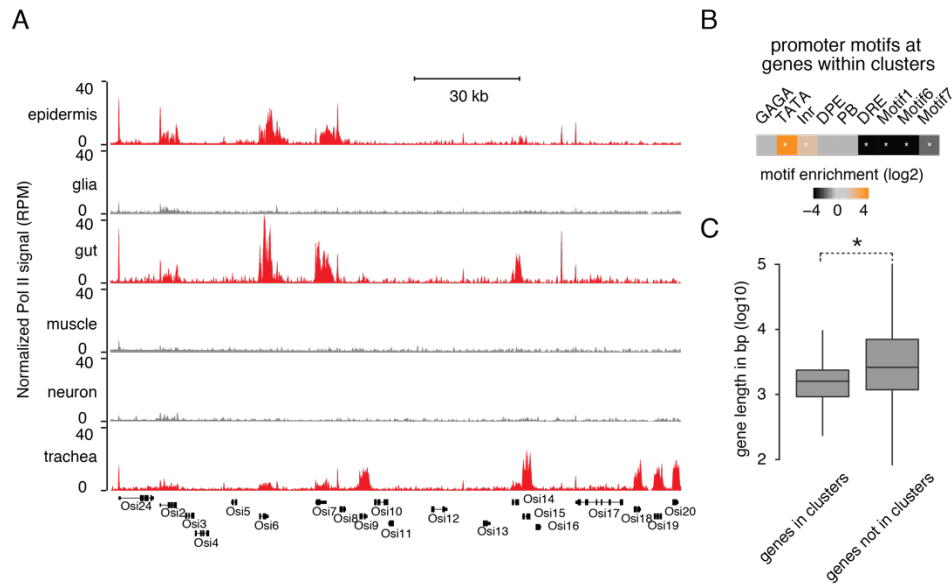 A
Normalized Pol II signal (RPM)
30 kb
40
epidermis
0
40
glia
0
40
gut
0
40
muscle
0
40
neuron
0
40
trachea
0
Osi24
Osi2
Osi3
Osi4
Osi5
Osi6
Osi7
Osi8
Osi9
Osi10
Osi11
Osi12
Osi13
Osi14
Osi15
Osi16
Osi17
Osi18
Osi19
Osi20
B
promoter motifs at
genes within clusters
GAGA TATA Inr DPE PB DRE Motif1 Motif6 Motif7
* * * * * *
motif enrichment (log2)
−4 0 4
C
*
gene length in bp (log10)
5
4
3
2
genes in clusters
genes not in clusters